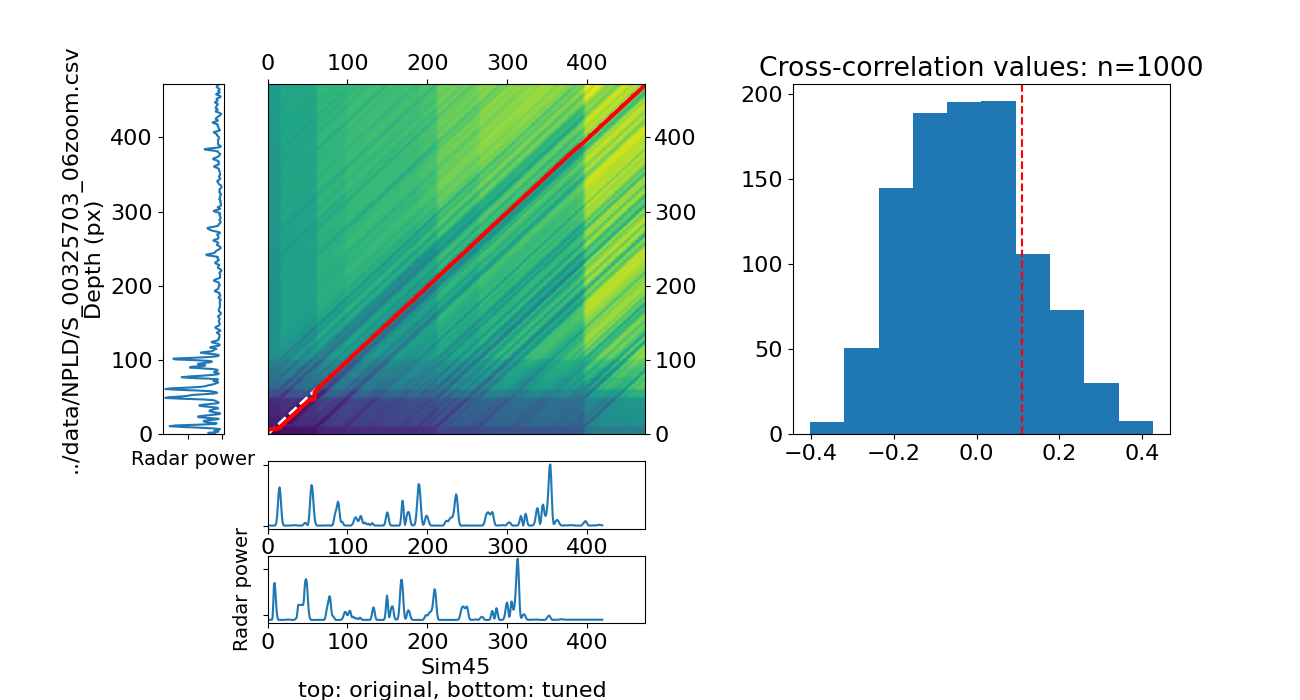 0 100 200 300 400
Cross-correlation values: n=1000
../data/NPLD/S_00325703_06zoom.csv
Depth (px)
400
300
200
100
0
400
300
200
100
0
200
150
100
50
0
−0.4 −0.2 0.0 0.2 0.4
Radar power
0 100 200 300 400
Radar power
0 100 200 300 400
Sim45
top: original, bottom: tuned